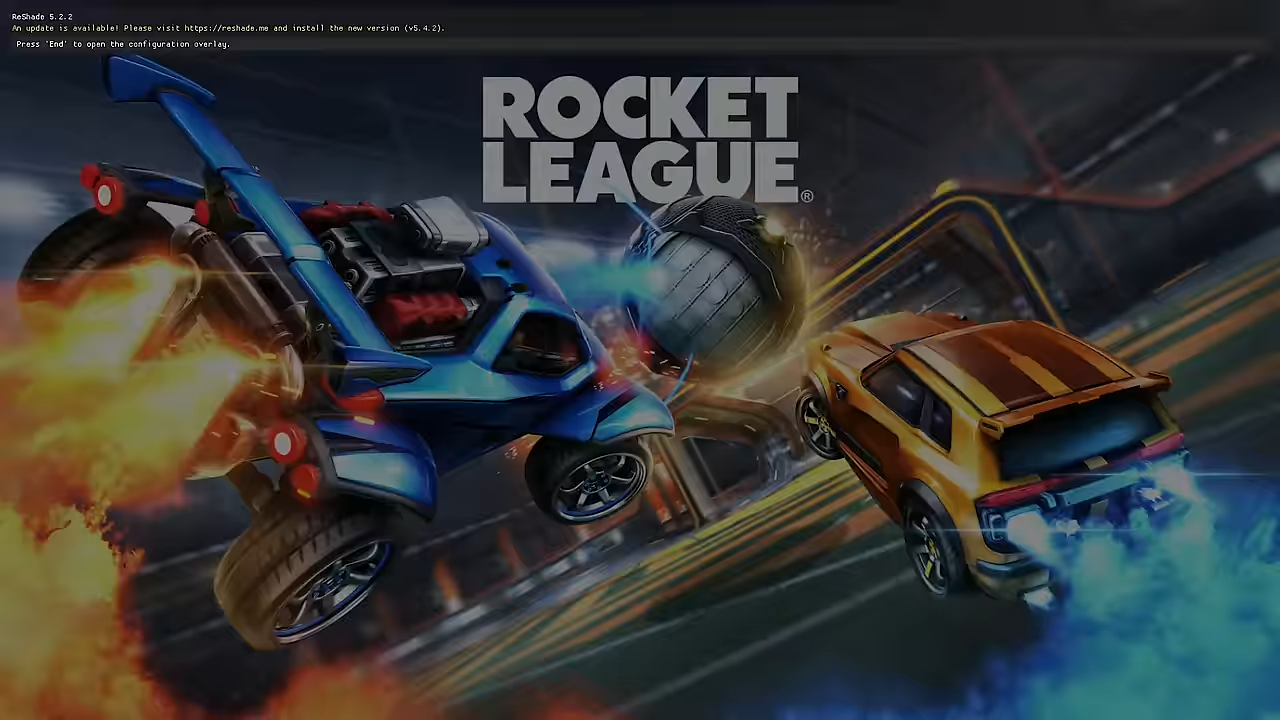 ReShade 5.2.2
An update is available! Please visit https://reshade.me and install the new version (v5.4.2).
Press 'End' to open the configuration overlay.
ROCKET
LEAGUE®